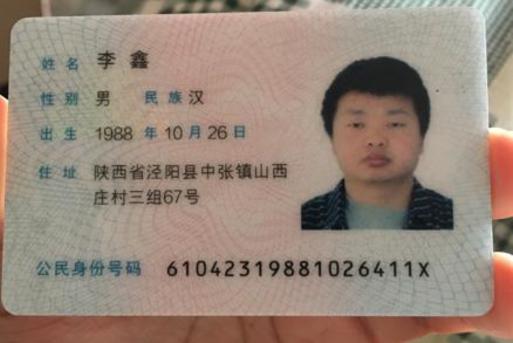 姓名 李鑫
性别 男 民族 汉
出生 1988 年 10 月 26 日
住址 陕西省泾阳县中张镇山西
庄村三组67号
公民身份号码 61042319881026411X